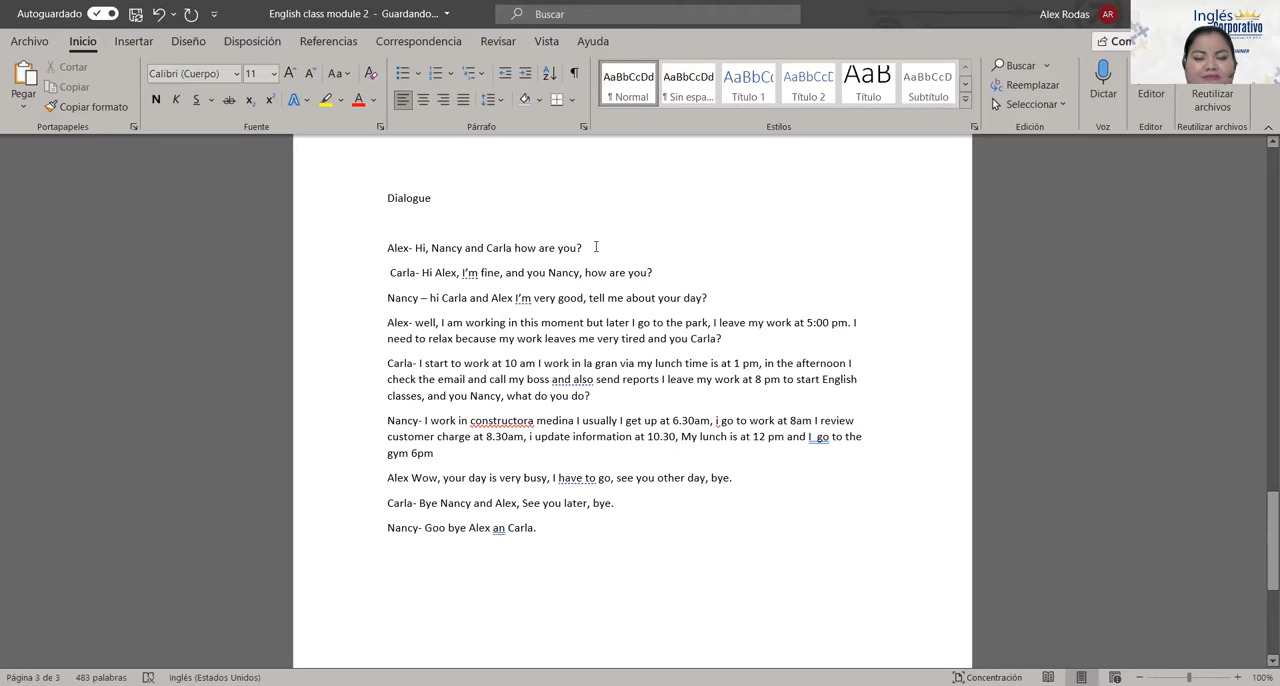 Autoguardado
English class module 2 - Guardando...
Buscar
Alex Rodas
AR
Inglés
Corporativo
Archivo
Inicio
Insertar
Diseño
Disposición
Referencias
Correspondencia
Revisar
Vista
Ayuda
Com
Pegar
Cortar
Copiar
Copiar formato
Portapapeles
Calibri (Cuerpo)
11
Aa
N K S ab x₂ x²
A
Fuente
Párrafo
AaBbCcDd
¶ Normal
AaBbCcDd
¶ Sin espa...
AaBbCc
Título 1
AaBbCcE
Título 2
AaB
Título
AaBbCcD
Subtítulo
Estilos
Buscar
Reemplazar
Seleccionar
Edición
Dictar
Voz
Editor
Editor
Reutilizar
archivos
Reutilizar archivos
Dialogue
Alex- Hi, Nancy and Carla how are you?
Carla- Hi Alex, I'm fine, and you Nancy, how are you?
Nancy – hi Carla and Alex I'm very good, tell me about your day?
Alex- well, I am working in this moment but later I go to the park, I leave my work at 5:00 pm. I
need to relax because my work leaves me very tired and you Carla?
Carla- I start to work at 10 am I work in la gran via my lunch time is at 1 pm, in the afternoon I
check the email and call my boss and also send reports I leave my work at 8 pm to start English
classes, and you Nancy, what do you do?
Nancy- I work in constructora medina I usually I get up at 6.30am, i go to work at 8am I review
customer charge at 8.30am, i update information at 10.30, My lunch is at 12 pm and I  go to the
gym 6pm
Alex Wow, your day is very busy, I have to go, see you other day, bye.
Carla- Bye Nancy and Alex, See you later, bye.
Nancy- Goo bye Alex an Carla.
Página 3 de 3
483 palabras
Inglés (Estados Unidos)
Concentración
100%